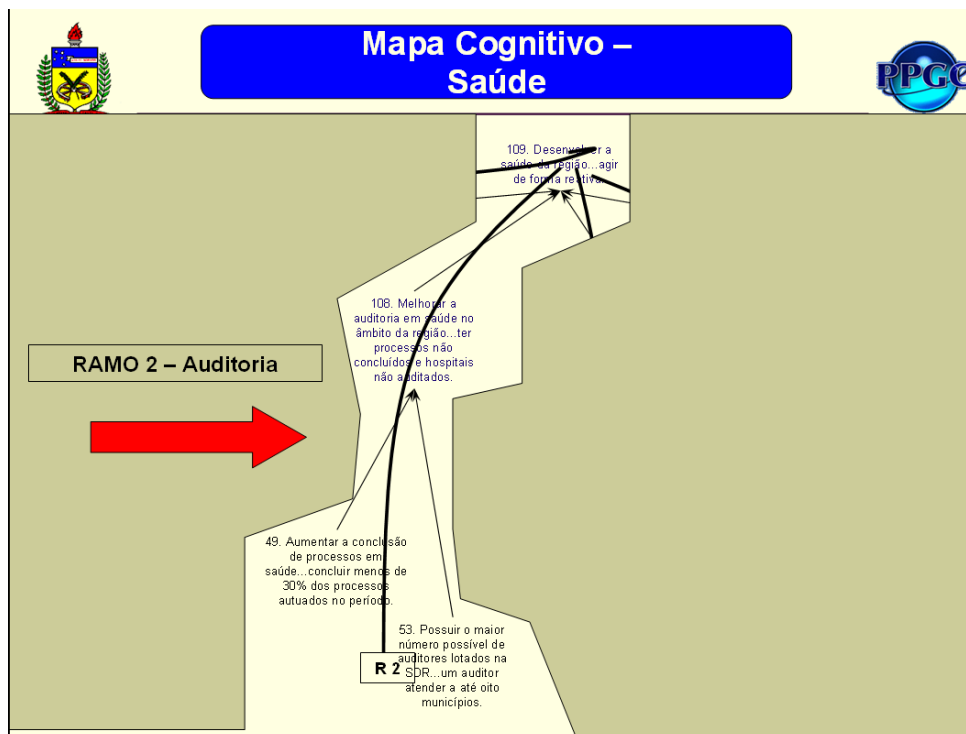 Mapa Cognitivo –
Saúde
PPGC
109. Desenvolver a
saúde da região...agir
de forma reativa.
108. Melhorar a
auditoria em saúde no
âmbito da região...ter
processos não
concluídos e hospitais
não auditados.
RAMO 2 – Auditoria
49. Aumentar a conclusão
de processos em
saúde...concluir menos de
30% dos processos
autuados no período.
53. Possuir o maior
número possível de
auditores lotados na
SDR...um auditor
atender a até oito
municípios.
R 2